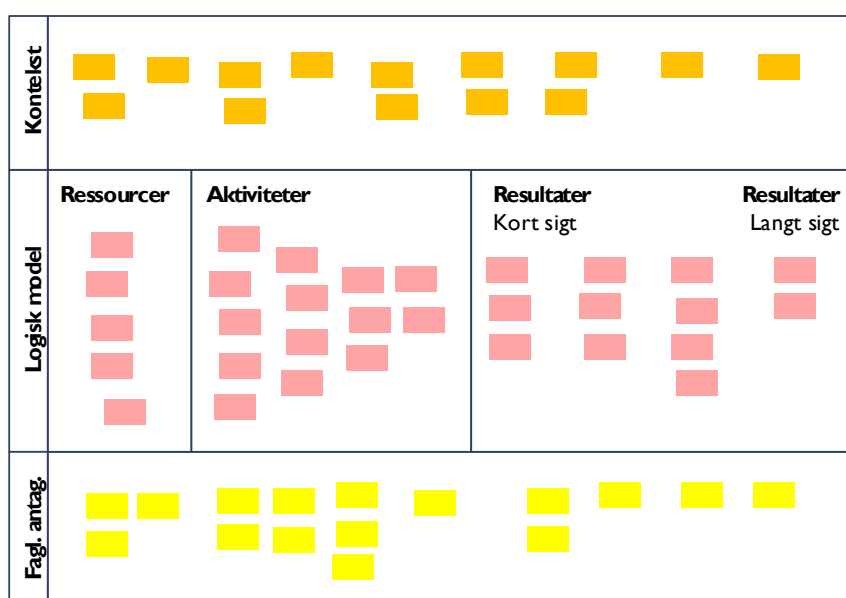 Kontekst
Ressourcer
Aktiviteter
Resultater
Kort sigt
Resultater
Langt sigt
Logisk model
Fagl. antag.